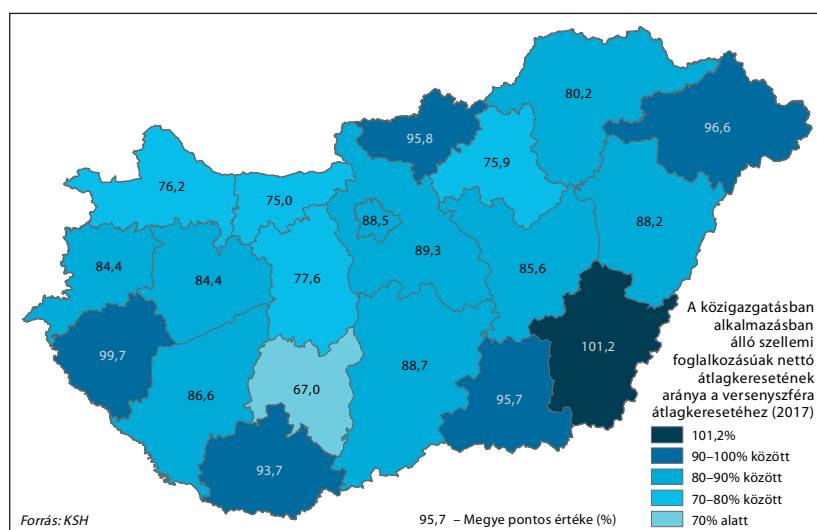 80,2
95,8
96,6
75,9
76,2
75,0
88,5
88,2
89,3
84,4
84,4
77,6
85,6
99,7
101,2
88,7
67,0
86,6
95,7
93,7
A közigazgatásban
alkalmazásban
álló szellemi
foglalkozásúak nettó
átlagkeresetének
aránya a versenyszféra
átlagkeresetéhez (2017)
101,2%
90–100% között
80–90% között
70–80% között
70% alatt
95,7 – Megye pontos értéke (%)
Forrás: KSH